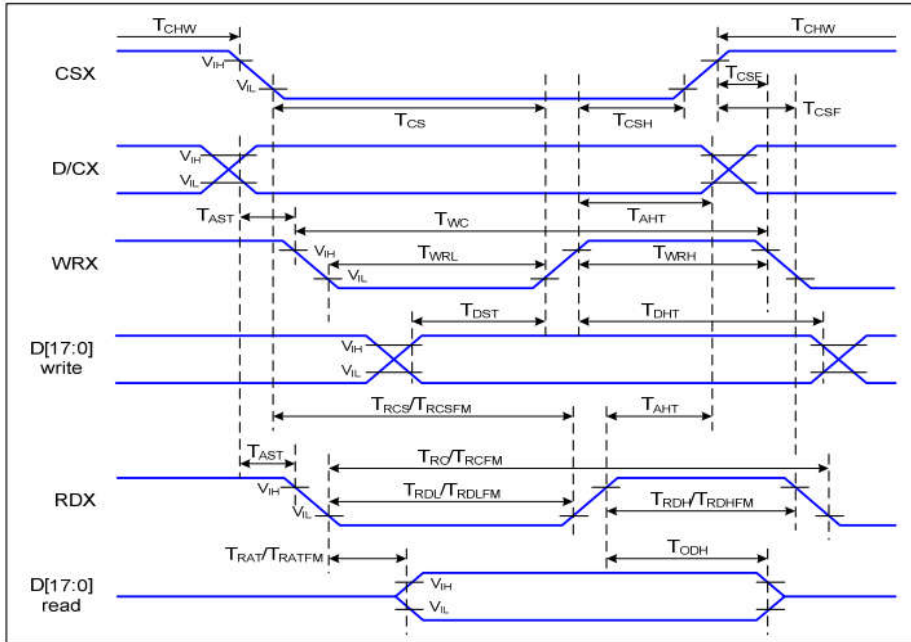 TCHW TCHW
CSX
VIH
VIL
TCSF
TCS TCSH TCSF
D/CX
VIH
VIL
TAST TWC TAHT
WRX
VIH
VIL
TWRL TWRH
TDST TDHT
D[17:0]
write
VIH
VIL
TRCS/TRCSFM TAHT
TAST TRC/TRCFM
RDX
VIH
VIL
TRDL/TRDLFM TRDH/TRDHFM
TRAT/TRATFM TODH
D[17:0]
read
VIH
VIL